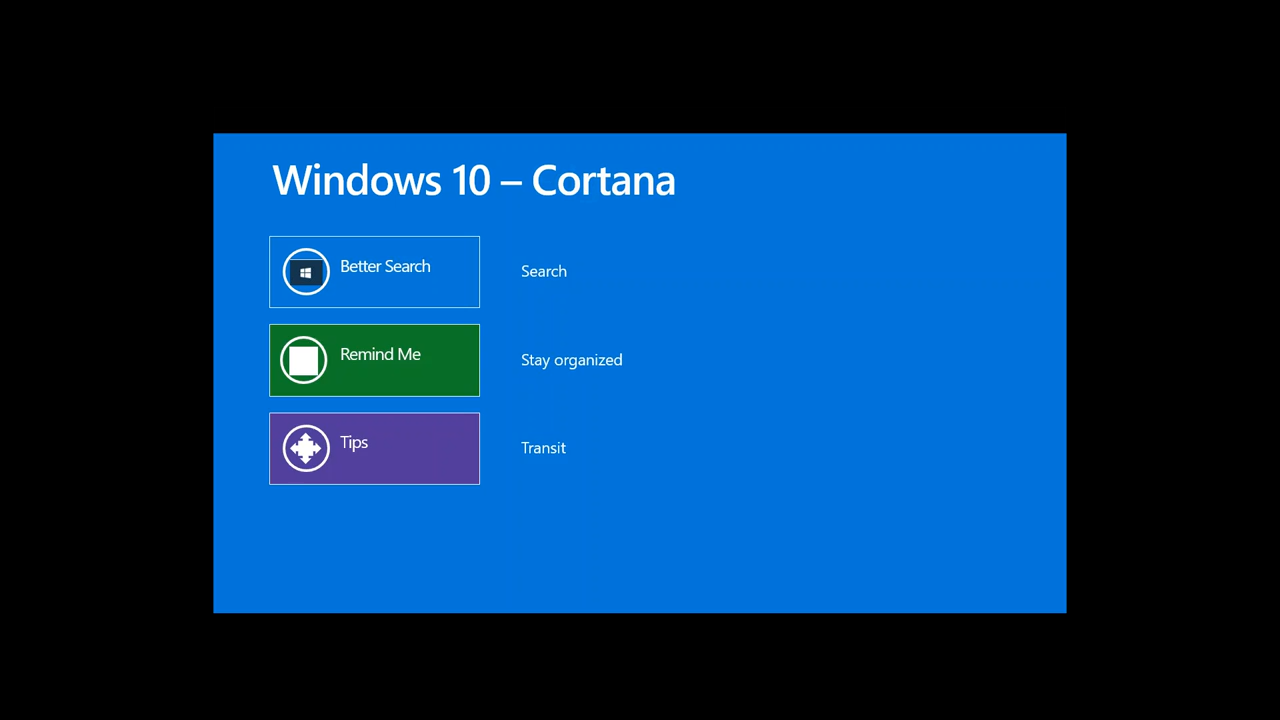 Windows 10 – Cortana
Better Search
Search
Remind Me
Stay organized
Tips
Transit